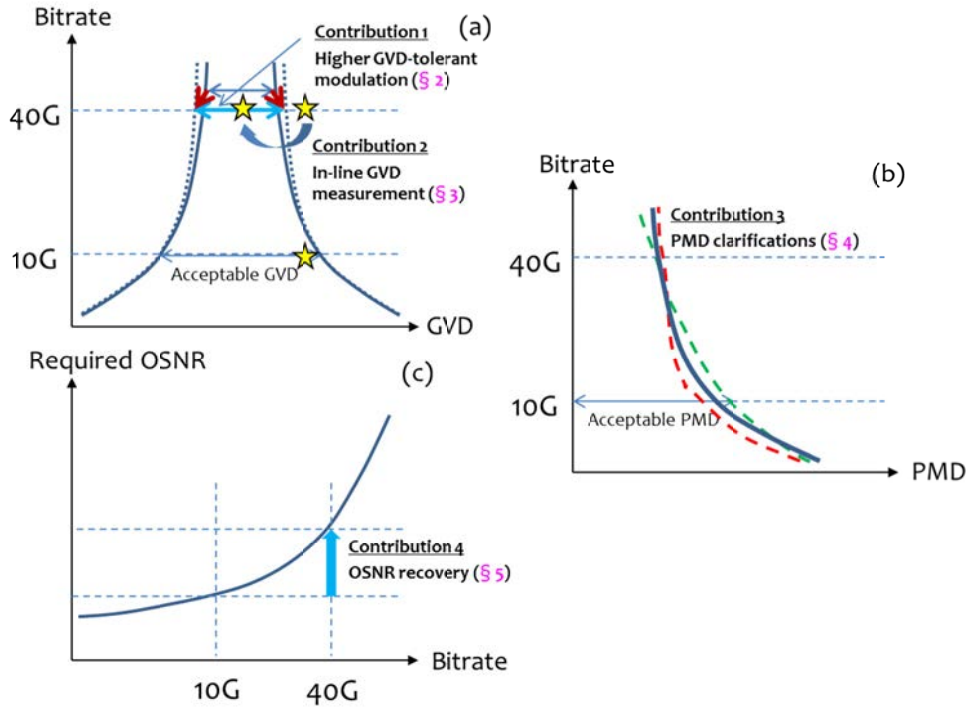 Bitrate
(a)
Contribution 1
Higher GVD-tolerant
modulation (§ 2)
40G
Contribution 2
In-line GVD
measurement (§ 3)
10G
Acceptable GVD
GVD
Bitrate
(b)
Contribution 3
PMD clarifications (§ 4)
40G
10G
Acceptable PMD
PMD
Required OSNR
(c)
Contribution 4
OSNR recovery (§ 5)
Bitrate
10G
40G